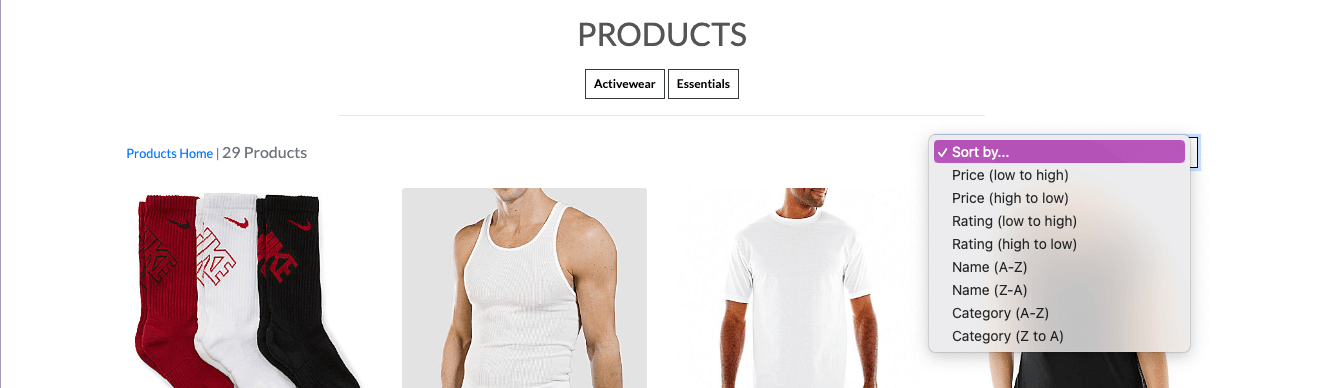 PRODUCTS
Activewear Essentials
Products Home | 29 Products
✓ Sort by...
Price (low to high)
Price (high to low)
Rating (low to high)
Rating (high to low)
Name (A-Z)
Name (Z-A)
Category (A-Z)
Category (Z to A)